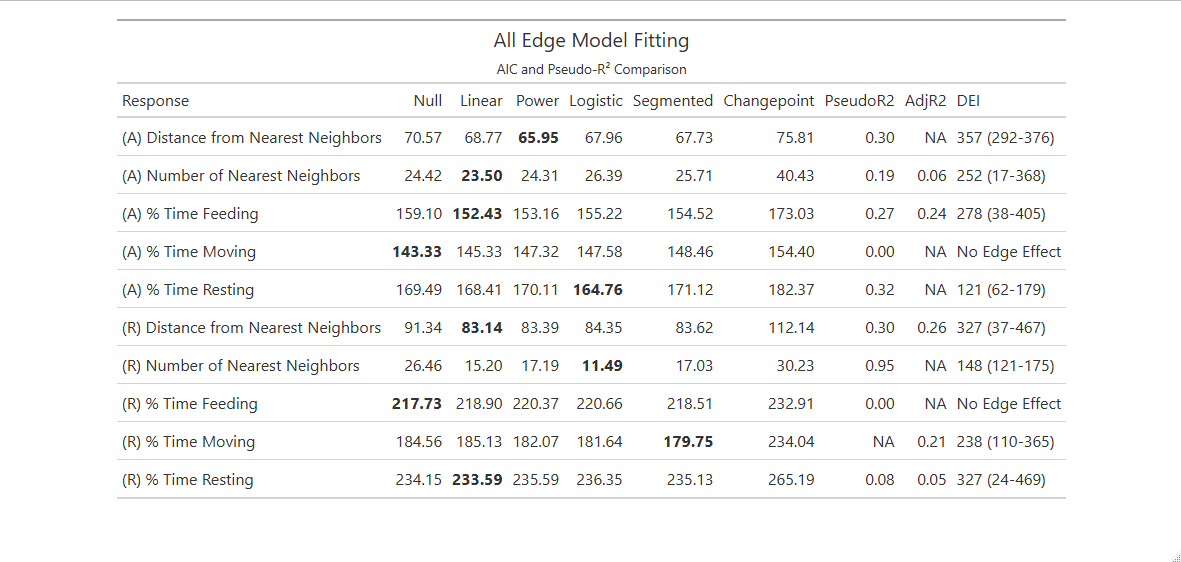 All Edge Model Fitting
AIC and Pseudo-R² Comparison
Response Null Linear Power Logistic Segmented Changepoint PseudoR2 AdjR2 DEI
(A) Distance from Nearest Neighbors 70.57 68.77 65.95 67.96 67.73 75.81 0.30 NA 357 (292-376)
(A) Number of Nearest Neighbors 24.42 23.50 24.31 26.39 25.71 40.43 0.19 0.06 252 (17-368)
(A) % Time Feeding 159.10 152.43 153.16 155.22 154.52 173.03 0.27 0.24 278 (38-405)
(A) % Time Moving 143.33 145.33 147.32 147.58 148.46 154.40 0.00 NA No Edge Effect
(A) % Time Resting 169.49 168.41 170.11 164.76 171.12 182.37 0.32 NA 121 (62-179)
(R) Distance from Nearest Neighbors 91.34 83.14 83.39 84.35 83.62 112.14 0.30 0.26 327 (37-467)
(R) Number of Nearest Neighbors 26.46 15.20 17.19 11.49 17.03 30.23 0.95 NA 148 (121-175)
(R) % Time Feeding 217.73 218.90 220.37 220.66 218.51 232.91 0.00 NA No Edge Effect
(R) % Time Moving 184.56 185.13 182.07 181.64 179.75 234.04 NA 0.21 238 (110-365)
(R) % Time Resting 234.15 233.59 235.59 236.35 235.13 265.19 0.08 0.05 327 (24-469)